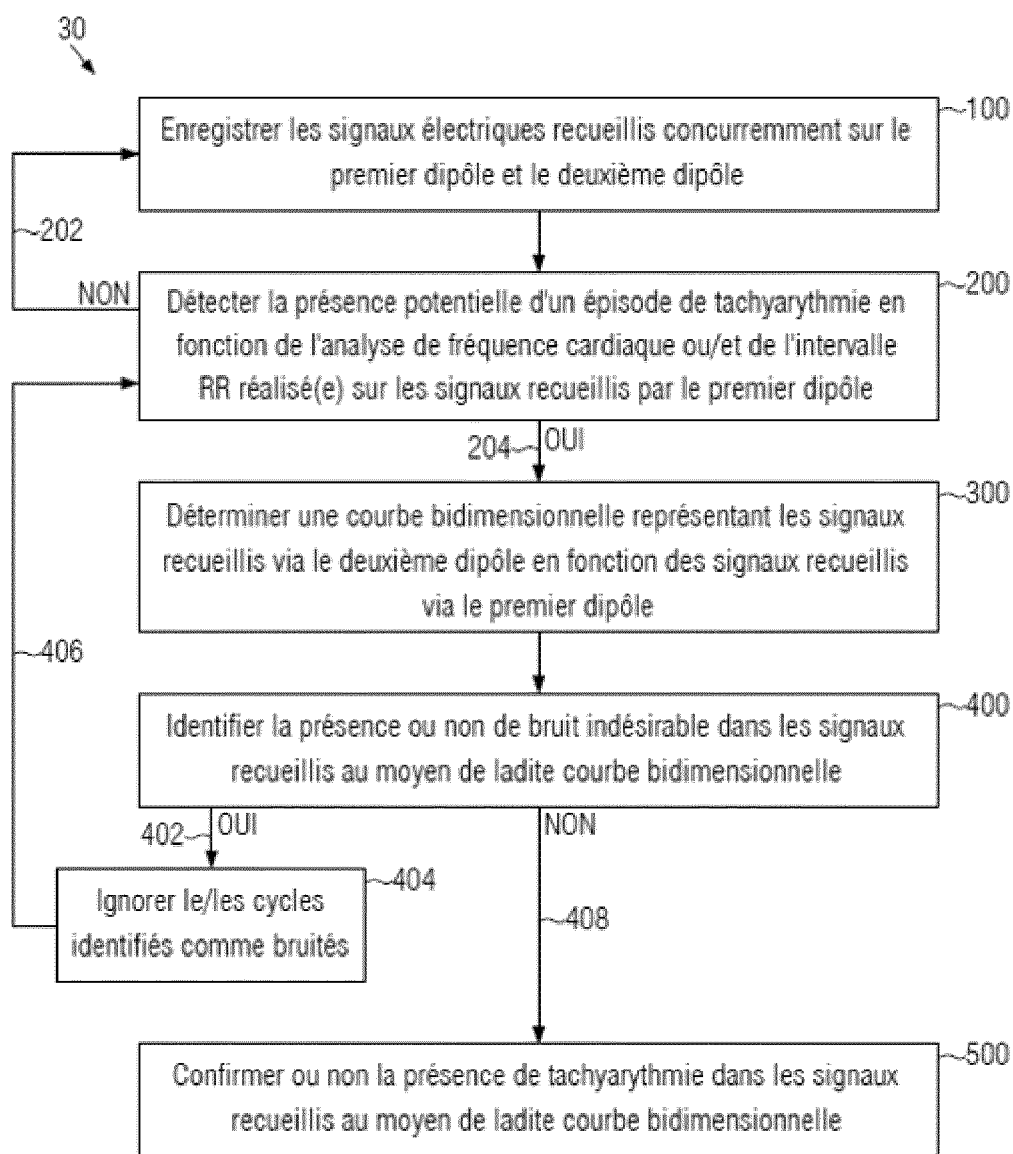 30
100
Enregistrer les signaux électriques recueillis concurremment sur le
premier dipôle et le deuxième dipôle
202
NON
200
Détecter la présence potentielle d'un épisode de tachyarythmie en
fonction de l'analyse de fréquence cardiaque ou/et de l'intervalle
RR réalisé(e) sur les signaux recueillis par le premier dipôle
204
OUI
300
Déterminer une courbe bidimensionnelle représentant les signaux
recueillis via le deuxième dipôle en fonction des signaux recueillis
via le premier dipôle
406
400
Identifier la présence ou non de bruit indésirable dans les signaux
recueillis au moyen de ladite courbe bidimensionnelle
402
OUI
NON
404
Ignorer le/les cycles
identifiés comme bruités
408
500
Confirmer ou non la présence de tachyarythmie dans les signaux
recueillis au moyen de ladite courbe bidimensionnelle